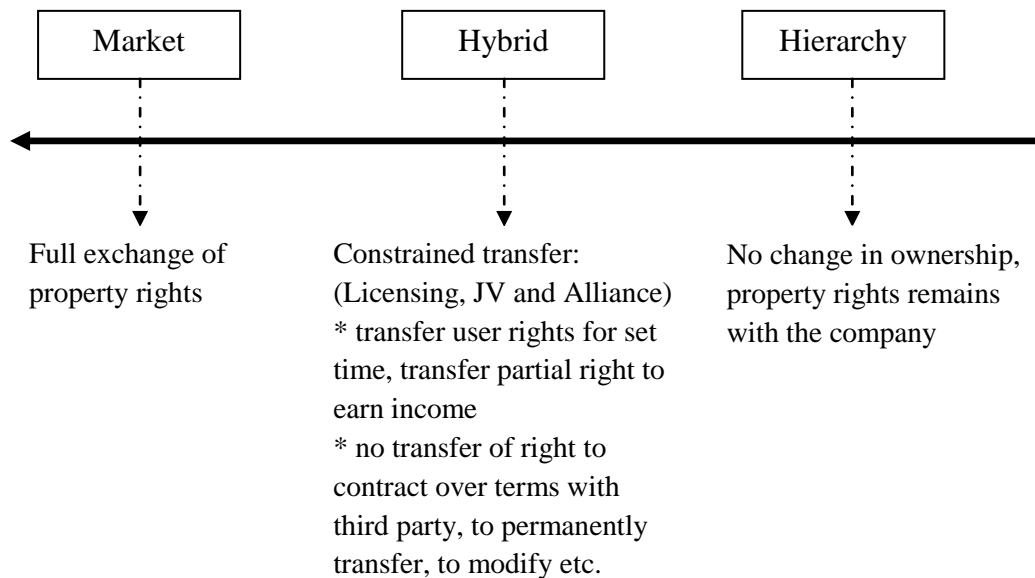 Market
Hybrid
Hierarchy
Full exchange of
property rights
Constrained transfer:
(Licensing, JV and Alliance)
* transfer user rights for set
time, transfer partial right to
earn income
* no transfer of right to
contract over terms with
third party, to permanently
transfer, to modify etc.
No change in ownership,
property rights remains
with the company